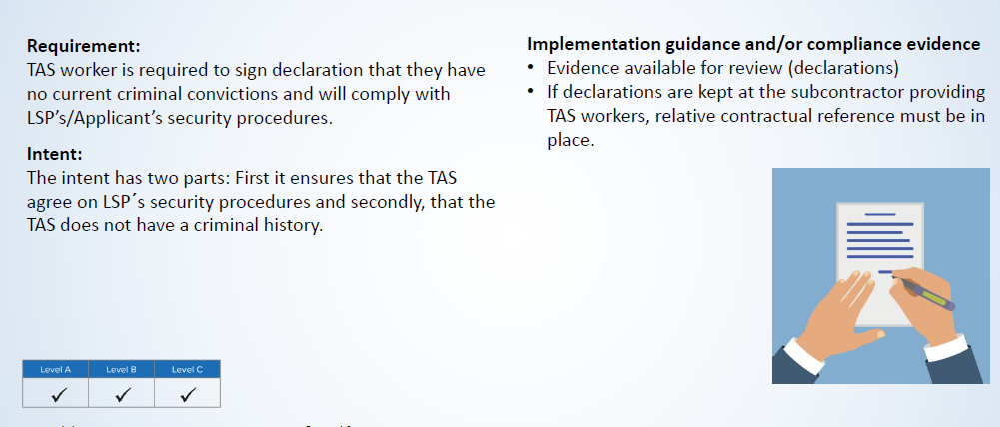 Requirement:
TAS worker is required to sign declaration that they have
no current criminal convictions and will comply with
LSP's/Applicant's security procedures.
Intent:
The intent has two parts: First it ensures that the TAS
agree on LSP´s security procedures and secondly, that the
TAS does not have a criminal history.
Implementation guidance and/or compliance evidence
• Evidence available for review (declarations)
• If declarations are kept at the subcontractor providing
TAS workers, relative contractual reference must be in
place.
Level A Level B Level C
✓ ✓ ✓